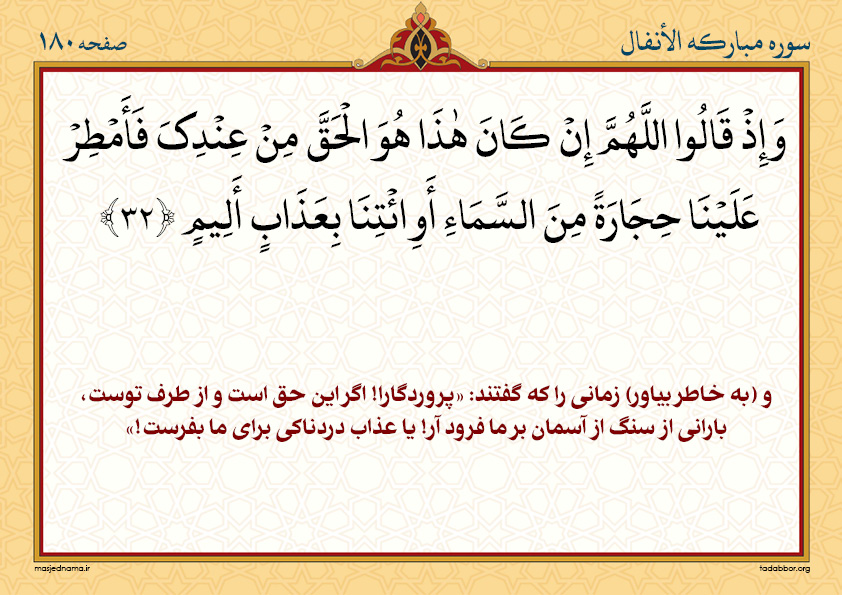 سوره مبارکه الأنفال
صفحه ۱۸۰
وَإِذْ قَالُوا اللَّهُمَّ إِنْ كَانَ هَٰذَا هُوَ الْحَقَّ مِنْ عِنْدِكَ فَأَمْطِرْ
عَلَيْنَا حِجَارَةً مِنَ السَّمَاءِ أَوِ ائْتِنَا بِعَذَابٍ أَلِيمٍ ﴿۳۲﴾
و (به خاطر بیاور) زمانی را که گفتند: «پروردگارا! اگر این حق است و از طرف توست،
بارانی از سنگ از آسمان بر ما فرود آر! یا عذاب دردناکی برای ما بفرست!»
masjednama.ir
tadabbor.org